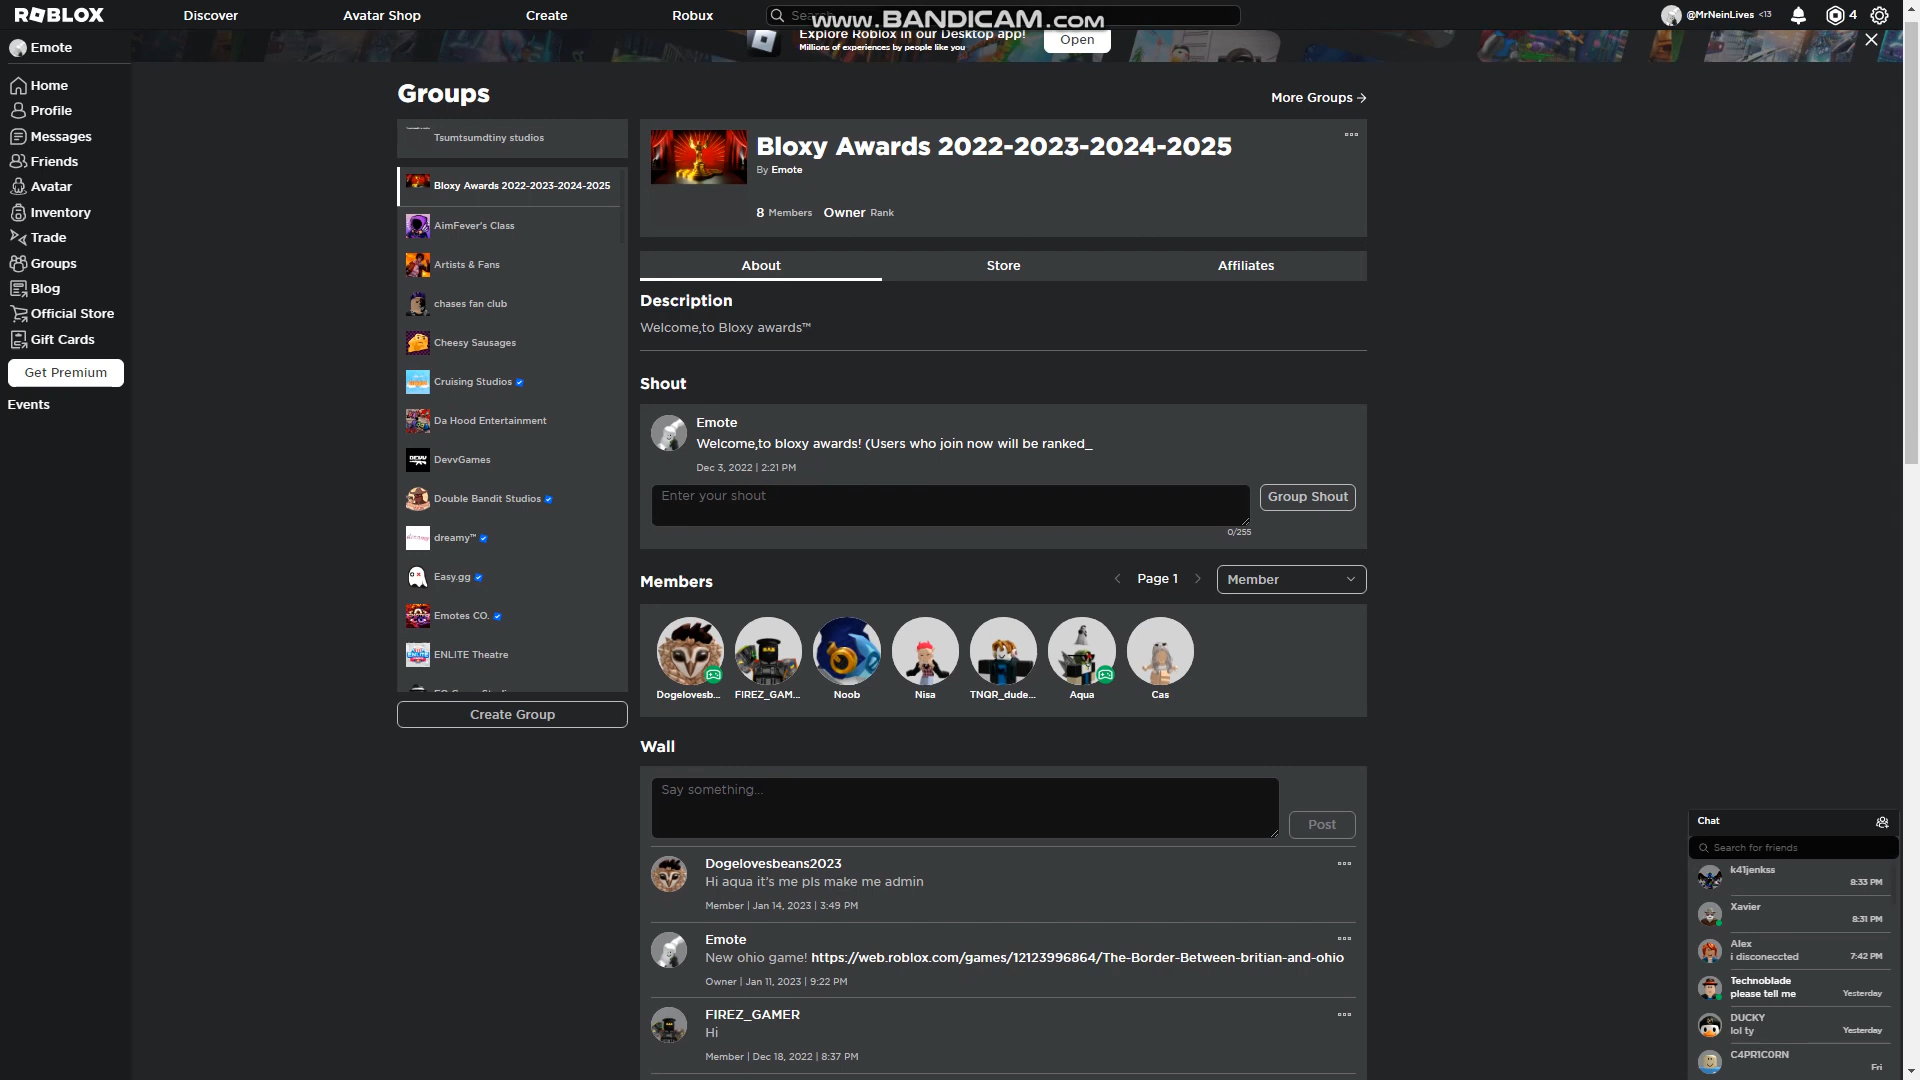 ROBLOX
Discover
Avatar Shop
Create
Robux
Search
www.BANDICAM.com
@MrNeinLives <13
4
Emote
Home
Profile
Messages
Friends
Avatar
Inventory
Trade
Groups
Blog
Official Store
Gift Cards
Get Premium
Events
Explore Roblox in our Desktop app!
Millions of experiences by people like you
Open
Groups
More Groups
Tsumtsumdtiny studios
Bloxy Awards 2022-2023-2024-2025
AimFever's Class
Artists & Fans
chases fan club
Cheesy Sausages
Cruising Studios
Da Hood Entertainment
DevvGames
Double Bandit Studios
dreamy™
Easy.gg
Emotes CO.
ENLITE Theatre
Create Group
Bloxy Awards 2022-2023-2024-2025
By Emote
8 Members Owner Rank
About
Store
Affiliates
Description
Welcome,to Bloxy awards™
Shout
Emote
Welcome,to bloxy awards! (Users who join now will be ranked_
Dec 3, 2022 | 2:21 PM
Enter your shout
Group Shout
0/255
Members
Page 1
Member
Dogelovesb...
FIREZ_GAM...
Noob
Nisa
TNQR_dude...
Aqua
Cas
Wall
Say something...
Post
Dogelovesbeans2023
Hi aqua it's me pls make me admin
Member | Jan 14, 2023 | 3:49 PM
Emote
New ohio game! https://web.roblox.com/games/12123996864/The-Border-Between-britian-and-ohio
Owner | Jan 11, 2023 | 9:22 PM
FIREZ_GAMER
Hi
Member | Dec 18, 2022 | 8:37 PM
Chat
Search for friends
k41jenkss
8:33 PM
Xavier
8:31 PM
Alex
i disconeccted
7:42 PM
Technoblade
please tell me
Yesterday
DUCKY
lol ty
Yesterday
C4PR1C0RN
Fri